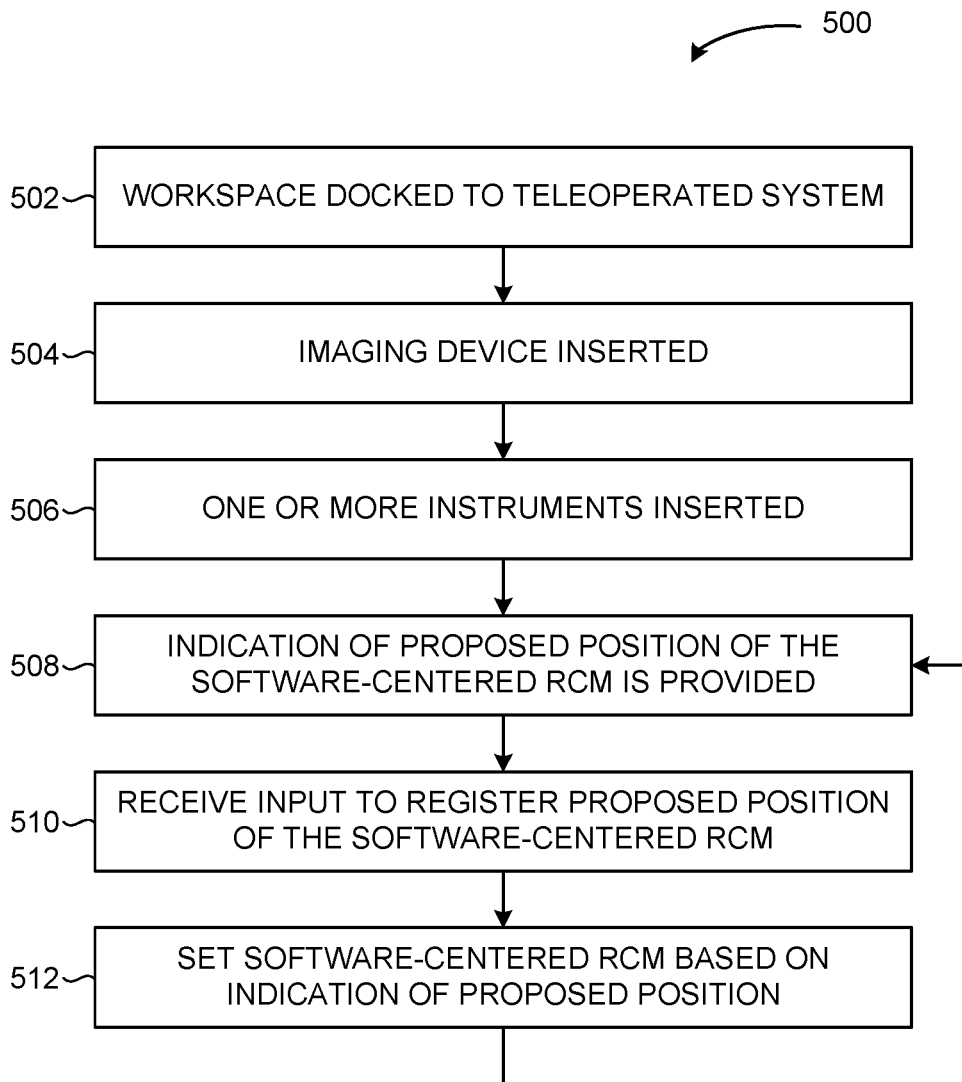 500
502
WORKSPACE DOCKED TO TELEOPERATED SYSTEM
504
IMAGING DEVICE INSERTED
506
ONE OR MORE INSTRUMENTS INSERTED
508
INDICATION OF PROPOSED POSITION OF THE
SOFTWARE-CENTERED RCM IS PROVIDED
510
RECEIVE INPUT TO REGISTER PROPOSED POSITION
OF THE SOFTWARE-CENTERED RCM
512
SET SOFTWARE-CENTERED RCM BASED ON
INDICATION OF PROPOSED POSITION